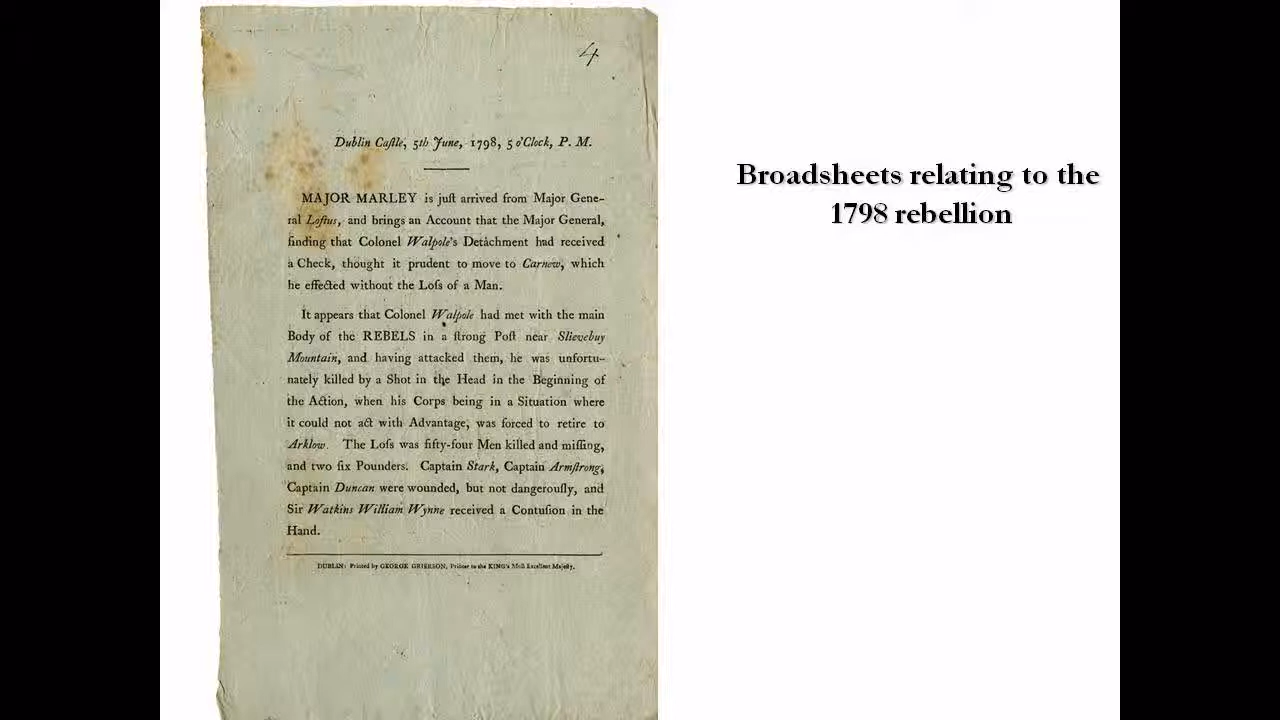 4
Dublin Caſtle, 5th June, 1798, 5 o'Clock, P. M.
MAJOR MARLEY is juſt arrived from Major Gene-
ral Loftus, and brings an Account that the Major General,
finding that Colonel Walpole's Detachment had received
a Check, thought it prudent to move to Carnew, which
he effected without the Loſs of a Man.
It appears that Colonel Walpole had met with the main
Body of the REBELS in a ſtrong Poſt near Slievebuy
Mountain, and having attacked them, he was unfortu-
nately killed by a Shot in the Head in the Beginning of
the Action, when his Corps being in a Situation where
it could not act with Advantage, was forced to retire to
Arklow. The Loſs was fifty-four Men killed and miſſing,
and two ſix Pounders. Captain Stark, Captain Armſtrong,
Captain Duncan were wounded, but not dangerouſly, and
Sir Watkins William Wynne received a Contuſion in the
Hand.
DUBLIN: Printed by GEORGE GRIERSON, Printer to the KING's Moſt Excellent Majeſty.
Broadsheets relating to the
1798 rebellion